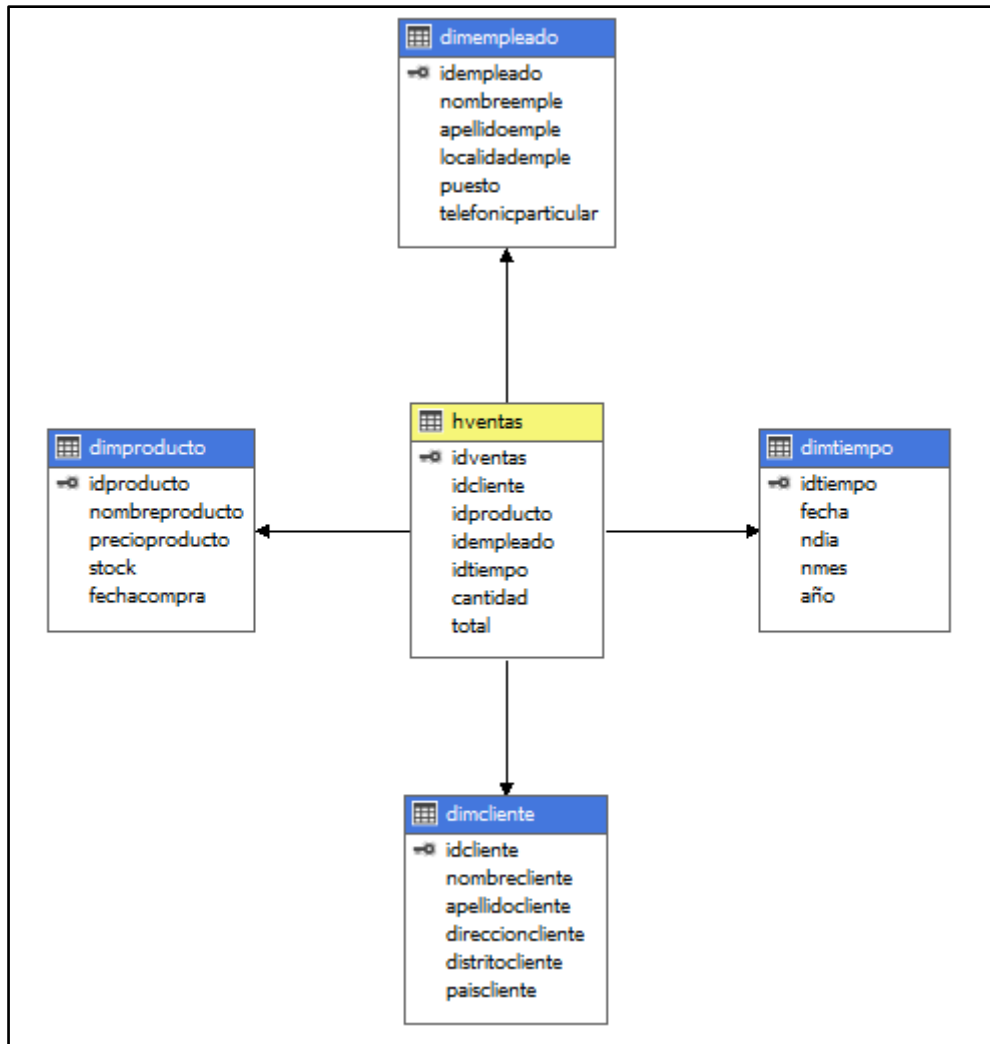 dimempleado
idempleado
nombreemple
apellidoemple
localidademple
puesto
telefonicparticular
dimproducto
idproducto
nombreproducto
precioproducto
stock
fechacompra
hventas
idventas
idcliente
idproducto
idempleado
idtiempo
cantidad
total
dimtiempo
idtiempo
fecha
ndia
nmes
año
dimcliente
idcliente
nombrecliente
apellidocliente
direccioncliente
distritocliente
paiscliente